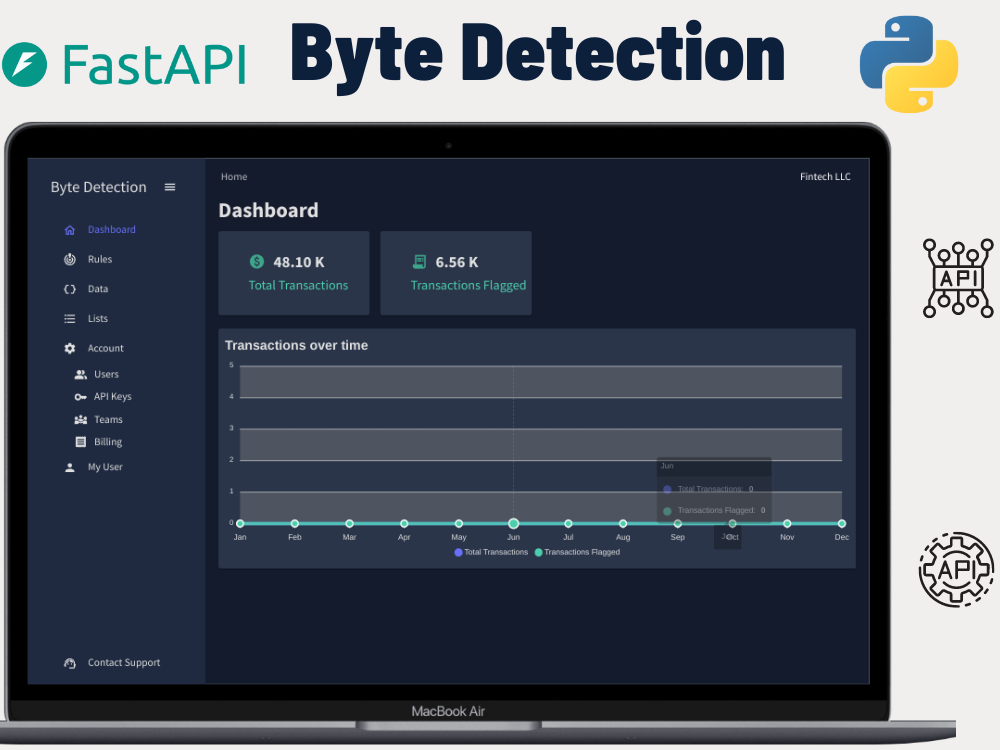 FastAPI
Byte Detection
Byte Detection
Home
Fintech LLC
Dashboard
Dashboard
Rules
Data
Lists
Account
Users
API Keys
Teams
Billing
My User
Contact Support
48.10 K
Total Transactions
6.56 K
Transactions Flagged
Transactions over time
5
4
3
2
1
0
Jun
Total Transactions: 0
Transactions Flagged: 0
Jan Feb Mar Apr May Jun Jul Aug Sep Oct Nov Dec
Total Transactions Transactions Flagged
MacBook Air
API
API